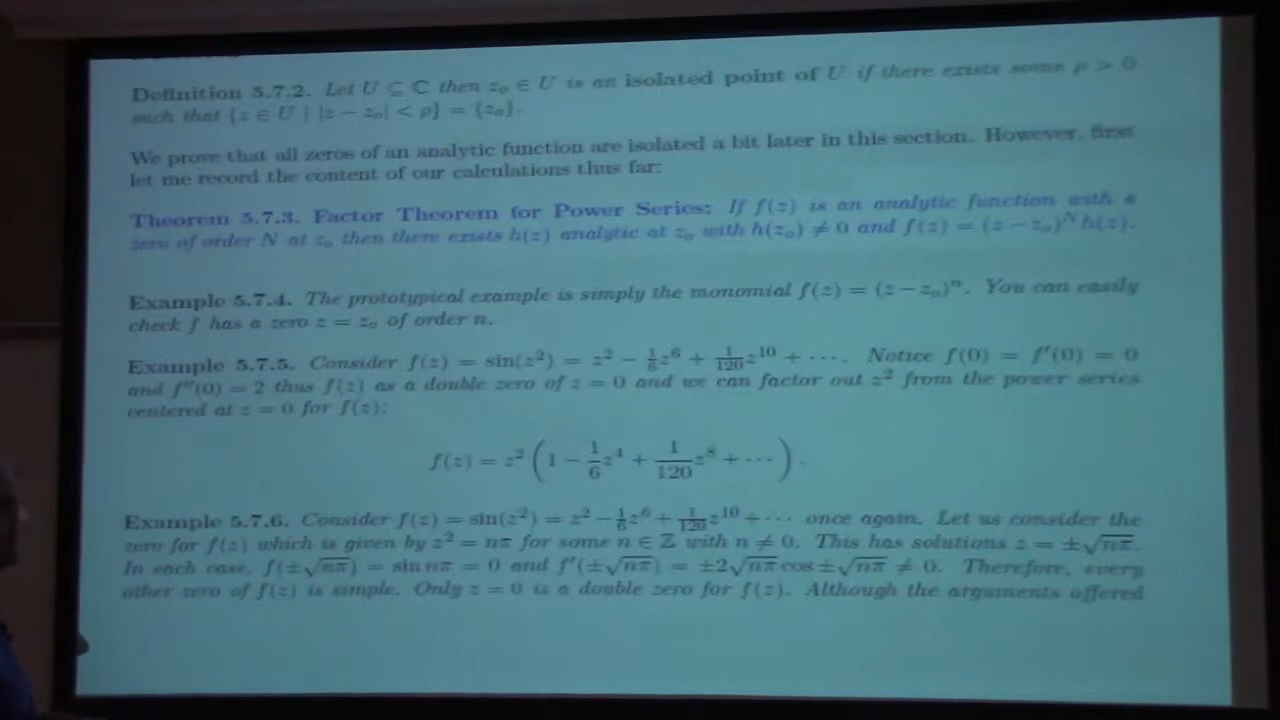 Definition 5.7.2. Let U ⊆ ℂ then z₀ ∈ U is an isolated point of U if there exists some ρ > 0
such that {z ∈ U | |z − z₀| < ρ} = {z₀}.
We prove that all zeros of an analytic function are isolated a bit later in this section. However, first
let me record the content of our calculations thus far:
Theorem 5.7.3. Factor Theorem for Power Series: If f(z) is an analytic function with a
zero of order N at z₀ then there exists h(z) analytic at z₀ with h(z₀) ≠ 0 and f(z) = (z − z₀)ᴺh(z).
Example 5.7.4. The prototypical example is simply the monomial f(z) = (z − z₀)ⁿ. You can easily
check f has a zero z = z₀ of order n.
Example 5.7.5. Consider f(z) = sin(z²) = z² − 1/6 z⁶ + 1/120 z¹⁰ + ⋯. Notice f(0) = f′(0) = 0
and f″(0) = 2 thus f(z) as a double zero of z = 0 and we can factor out z² from the power series
centered at z = 0 for f(z):
f(z) = z² (1 − 1/6 z⁴ + 1/120 z⁸ + ⋯).
Example 5.7.6. Consider f(z) = sin(z²) = z² − 1/6 z⁶ + 1/120 z¹⁰ + ⋯ once again. Let us consider the
zero for f(z) which is given by z² = nπ for some n ∈ ℤ with n ≠ 0. This has solutions z = ±√nπ.
In each case, f(±√nπ) = sin nπ = 0 and f′(±√nπ) = ±2√nπ cos ±√nπ ≠ 0. Therefore, every
other zero of f(z) is simple. Only z = 0 is a double zero for f(z). Although the arguments offered